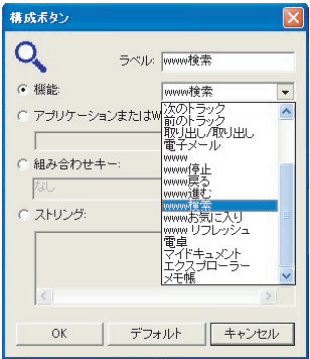 構成ボタン
ラベル: www検索
機能: www検索
次のトラック
アプリケーションまたはW
前のトラック
取り出し/取り出し
電子メール
www
組み合わせキー:
www停止
www戻る
なし
www進む
www検索
ストリング:
wwwお気に入り
www リフレッシュ
電卓
マイドキュメント
エクスプローラー
メモ帳
OK デフォルト キャンセル